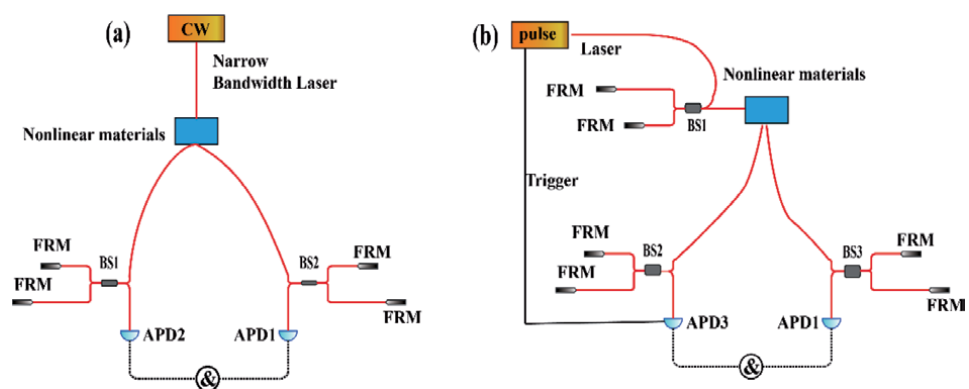 (a)
CW
Narrow
Bandwidth Laser
Nonlinear materials
FRM
FRM
BS1
BS2
FRM
FRM
APD2
APD1
&
(b)
pulse
Laser
Nonlinear materials
FRM
FRM
BS1
Trigger
FRM
FRM
BS2
BS3
FRM
FRM
APD3
APD1
&